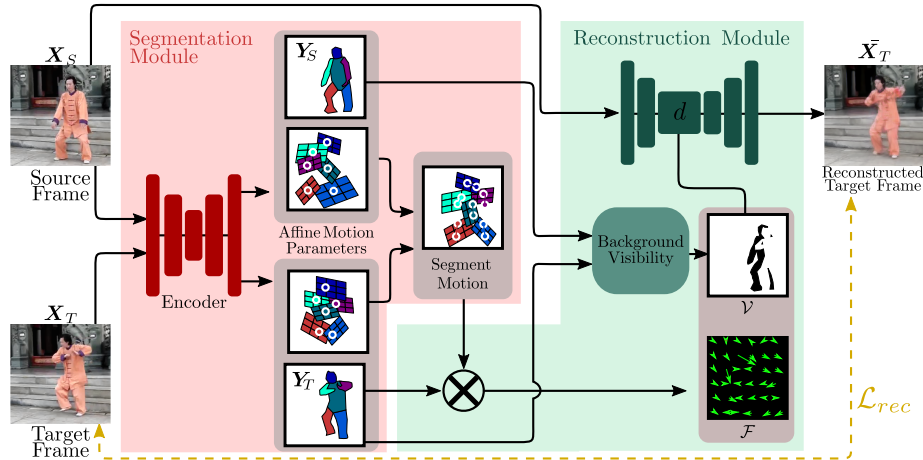 Segmentation
Module
Reconstruction Module
X_S
Y_S
X̄_T
d
Source
Frame
Reconstructed
Target Frame
Affine Motion
Parameters
Background
Visibility
Segment
Motion
Encoder
𝒱
X_T
Y_T
ℒ_rec
Target
Frame
ℱ